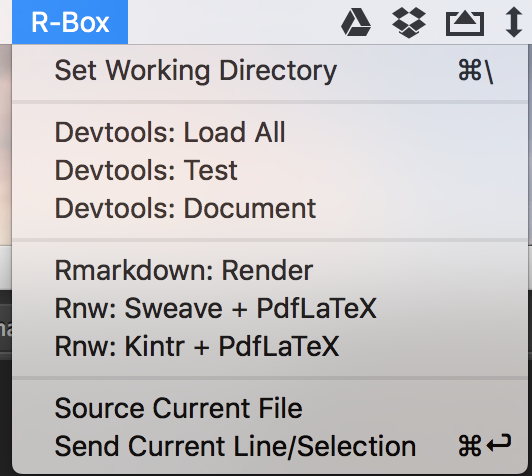 R-Box
Set Working Directory ⌘\
Devtools: Load All
Devtools: Test
Devtools: Document
Rmarkdown: Render
Rnw: Sweave + PdfLaTeX
Rnw: Kintr + PdfLaTeX
Source Current File
Send Current Line/Selection ⌘↩